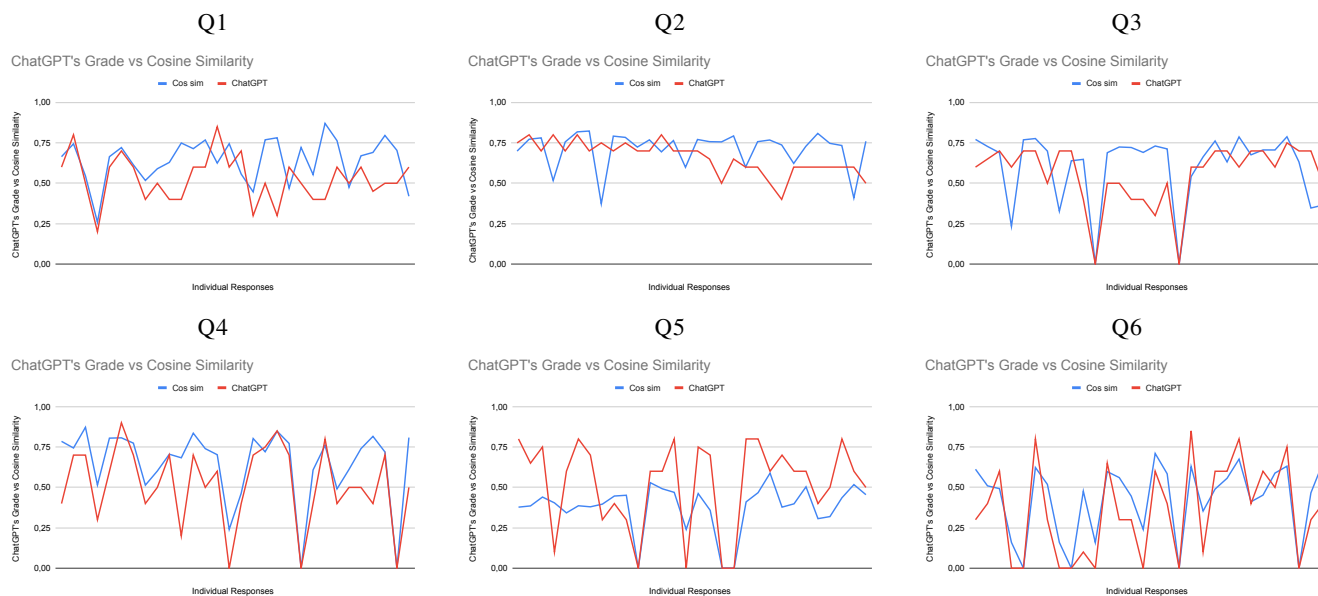 Q1
ChatGPT's Grade vs Cosine Similarity
Cos sim ChatGPT
ChatGPT's Grade vs Cosine Similarity
1,00
0,75
0,50
0,25
0,00
Individual Responses
Q2
ChatGPT's Grade vs Cosine Similarity
Cos sim ChatGPT
ChatGPT's Grade vs Cosine Similarity
1,00
0,75
0,50
0,25
0,00
Individual Responses
Q3
ChatGPT's Grade vs Cosine Similarity
Cos sim ChatGPT
ChatGPT's Grade vs Cosine Similarity
1,00
0,75
0,50
0,25
0,00
Individual Responses
Q4
ChatGPT's Grade vs Cosine Similarity
Cos sim ChatGPT
ChatGPT's Grade vs Cosine Similarity
1,00
0,75
0,50
0,25
0,00
Individual Responses
Q5
ChatGPT's Grade vs Cosine Similarity
Cos sim ChatGPT
ChatGPT's Grade vs Cosine Similarity
1,00
0,75
0,50
0,25
0,00
Individual Responses
Q6
ChatGPT's Grade vs Cosine Similarity
Cos sim ChatGPT
ChatGPT's Grade vs Cosine Similarity
1,00
0,75
0,50
0,25
0,00
Individual Responses